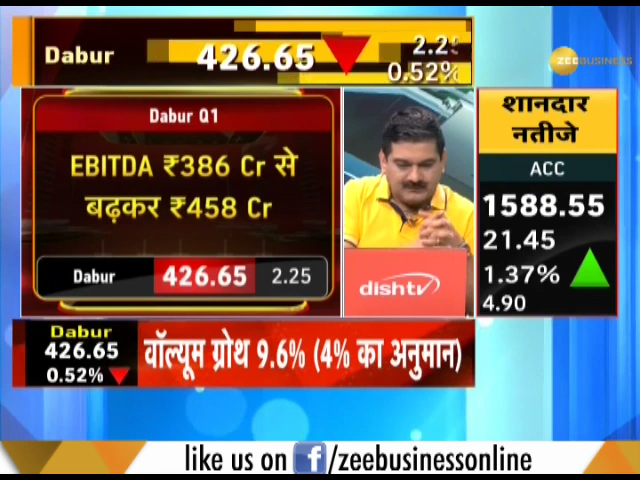 Dabur
426.65
2.25
0.52%
ZEEBUSINESS
Dabur Q1
EBITDA ₹386 Cr से
बढ़कर ₹458 Cr
Dabur 426.65 2.25
dishtv
शानदार
नतीजे
ACC
1588.55
21.45
1.37%
4.90
Dabur
426.65
0.52%
वॉल्यूम ग्रोथ 9.6% (4% का अनुमान)
like us on f/zeebusinessonline